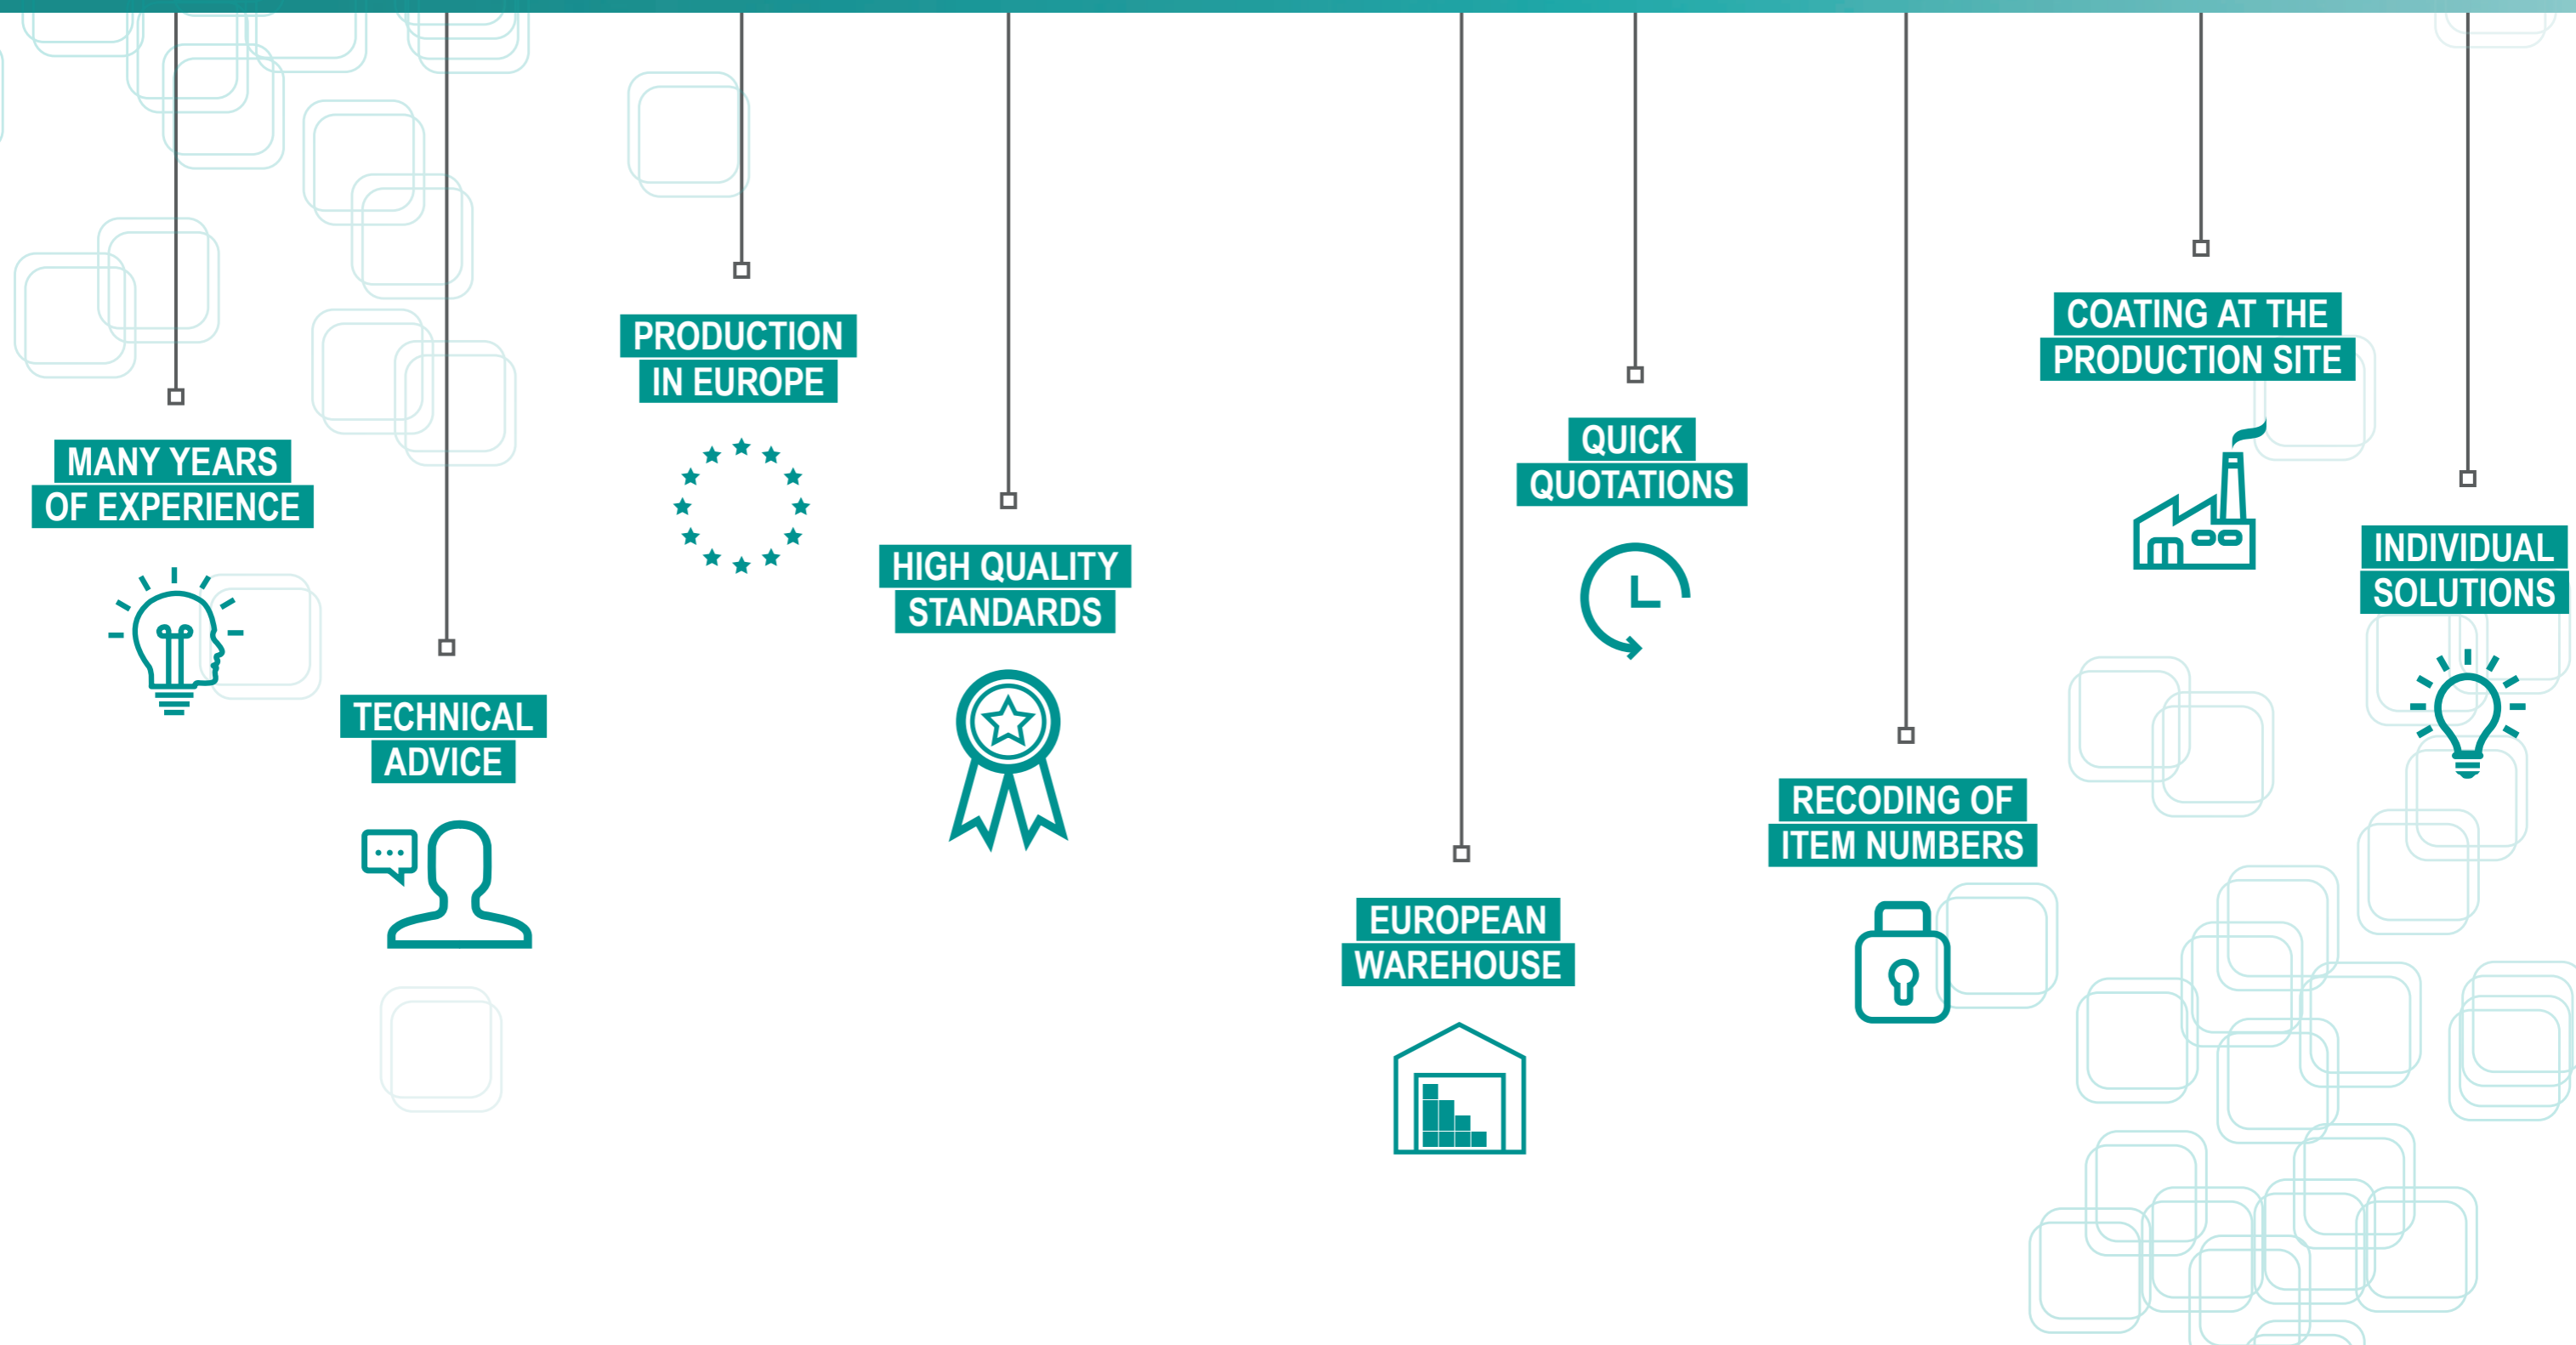 MANY YEARS
OF EXPERIENCE
TECHNICAL
ADVICE
PRODUCTION
IN EUROPE
HIGH QUALITY
STANDARDS
EUROPEAN
WAREHOUSE
QUICK
QUOTATIONS
RECODING OF
ITEM NUMBERS
COATING AT THE
PRODUCTION SITE
INDIVIDUAL
SOLUTIONS